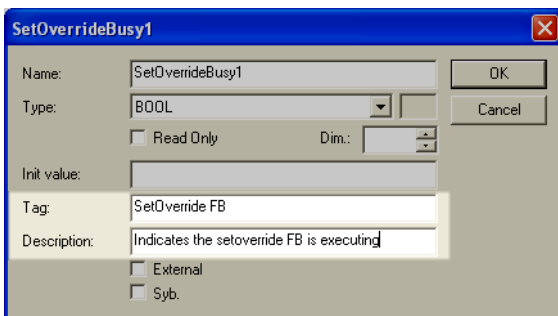 SetOverrideBusy1
Name: SetOverrideBusy1 OK
Type: BOOL Cancel
Read Only Dim.:
Init value:
Tag: SetOverride FB
Description: Indicates the setoverride FB is executing
External
Syb.